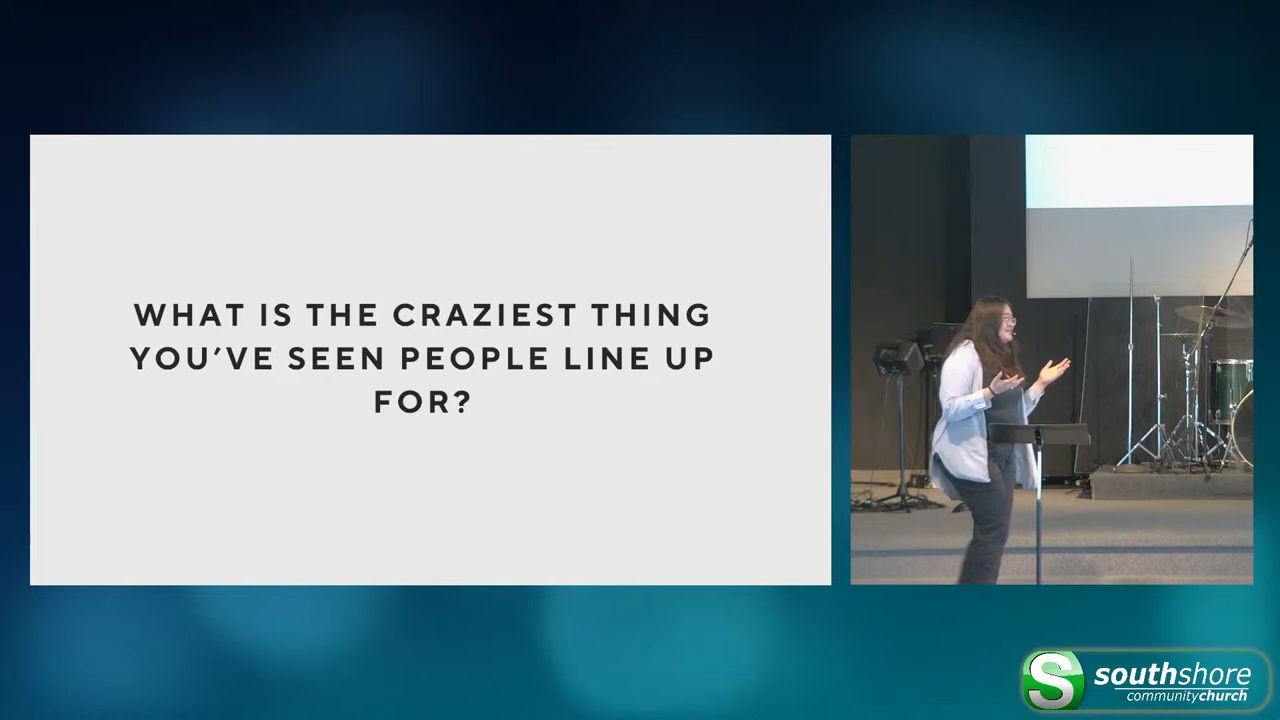 WHAT IS THE CRAZIEST THING
YOU'VE SEEN PEOPLE LINE UP
FOR?
S southshore
communitychurch